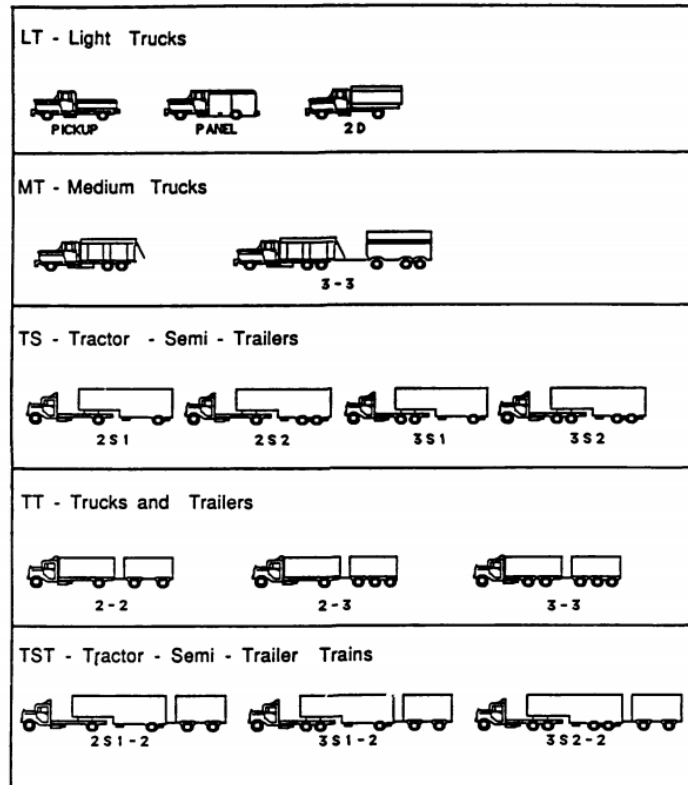 LT - Light Trucks
PICKUP PANEL 2D
MT - Medium Trucks
3-3
TS - Tractor - Semi - Trailers
2S1 2S2 3S1 3S2
TT - Trucks and Trailers
2-2 2-3 3-3
TST - Tractor - Semi - Trailer Trains
2S1-2 3S1-2 3S2-2